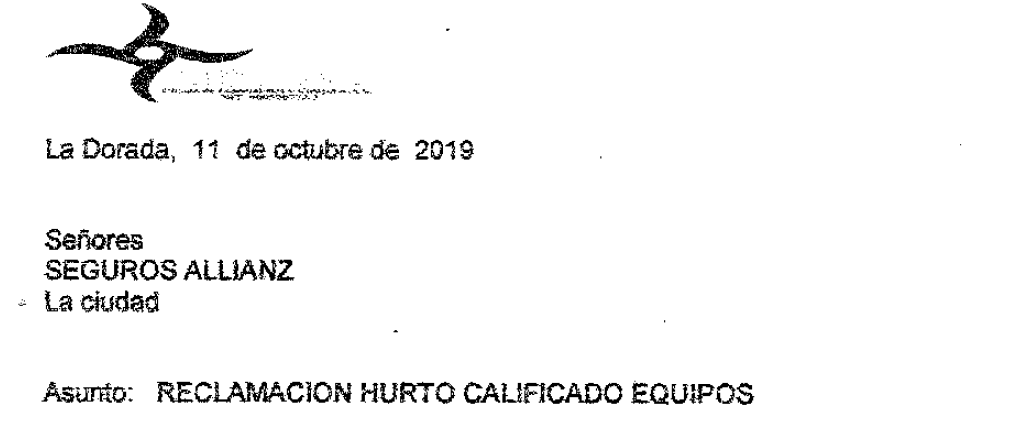 La Dorada, 11 de octubre de 2019
Señores
SEGUROS ALLIANZ
La ciudad
Asunto: RECLAMACION HURTO CALIFICADO EQUIPOS